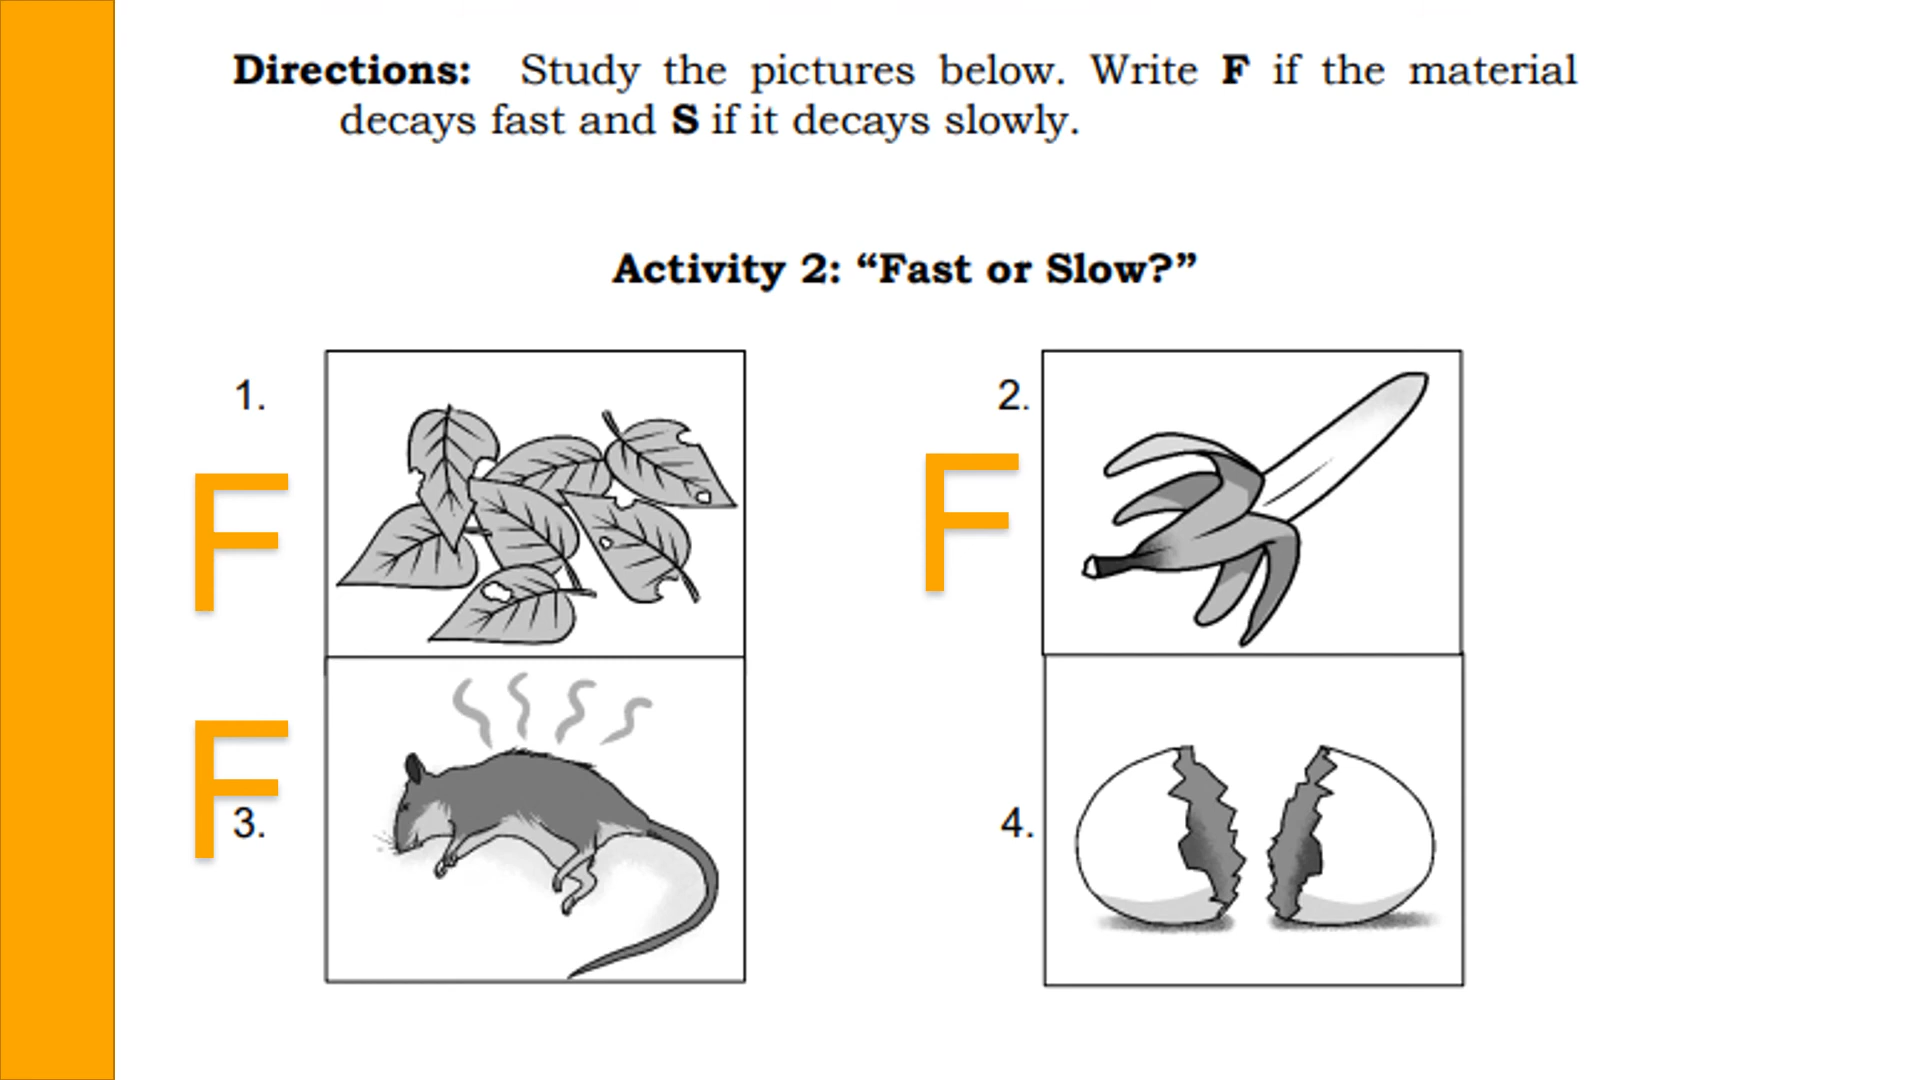 Directions: Study the pictures below. Write F if the material
decays fast and S if it decays slowly.
Activity 2: “Fast or Slow?”
1.
F
2.
F
F
3.
4.